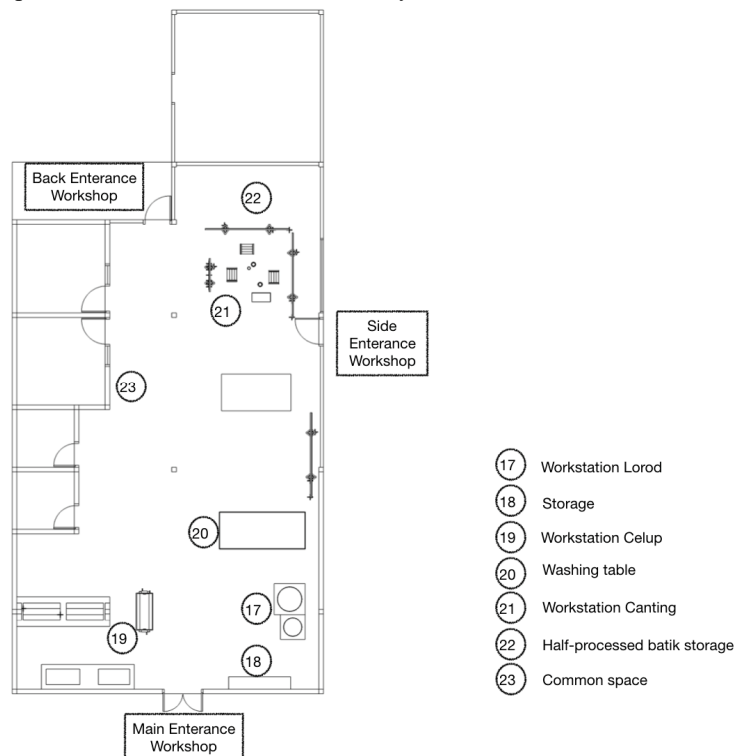 Back Enterance
Workshop
22
21
Side
Enterance
Workshop
23
20
17
19
18
Main Enterance
Workshop
17 Workstation Lorod
18 Storage
19 Workstation Celup
20 Washing table
21 Workstation Canting
22 Half-processed batik storage
23 Common space